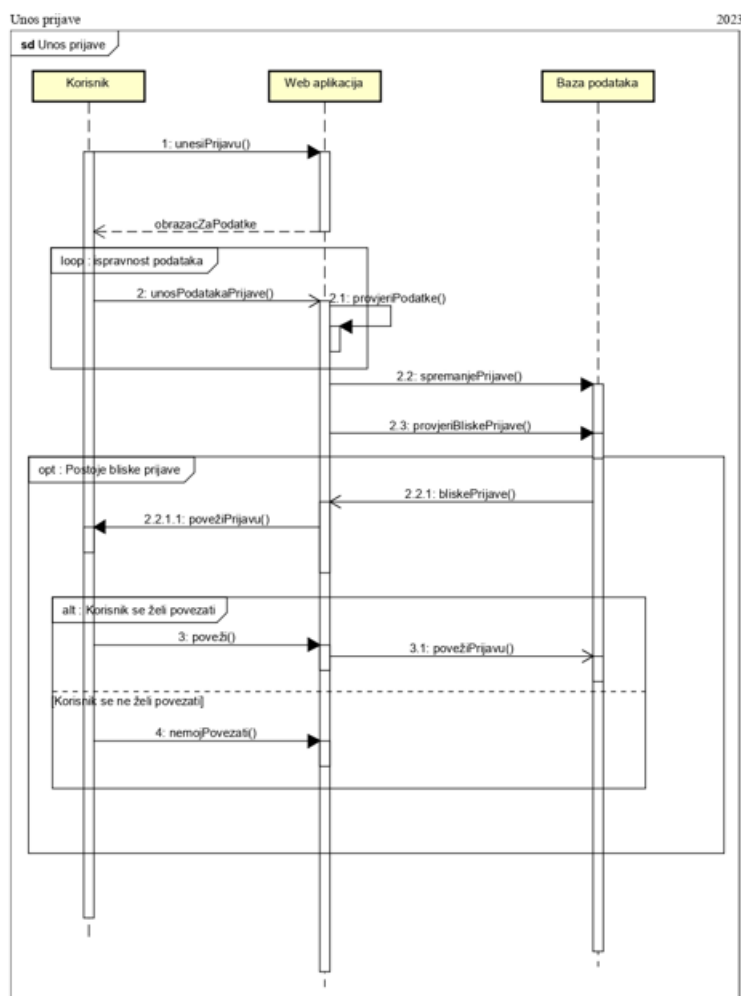 Unos prijave
2023
sd Unos prijave
Korisnik
Web aplikacija
Baza podataka
1: unesiPrijavu()
obrazacZaPodatke
loop : ispravnost podataka
2: unosPodatakaPrijave()
2.1: provjeriPodatke()
2.2: spremanjePrijave()
2.3: provjeriBliskePrijave()
opt : Postoje bliske prijave
2.2.1: bliskePrijave()
2.2.1.1: povežiPrijavu()
alt : Korisnik se želi povezati
3: poveži()
3.1: povežiPrijavu()
[Korisnik se ne želi povezati]
4: nemojPovezati()